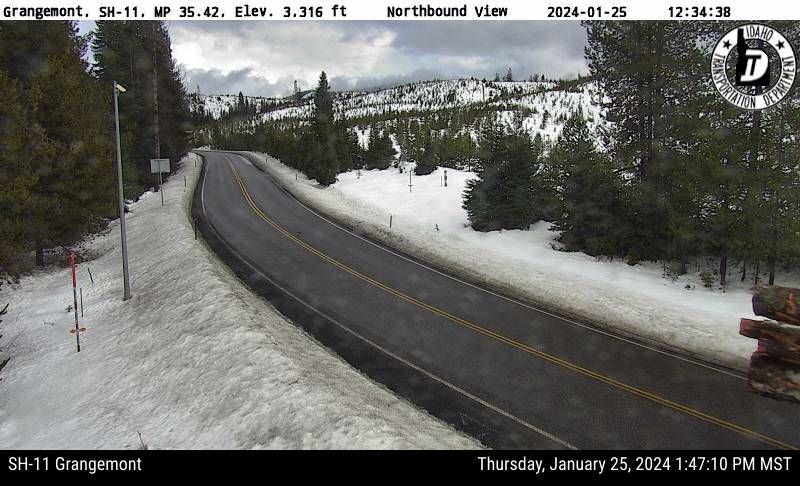 Grangemont, SH-11, MP 35.42, Elev. 3,316 ft Northbound View 2024-01-25 12:34:38
IDAHO
TRANSPORTATION DEPARTMENT
SH-11 Grangemont Thursday, January 25, 2024 1:47:10 PM MST